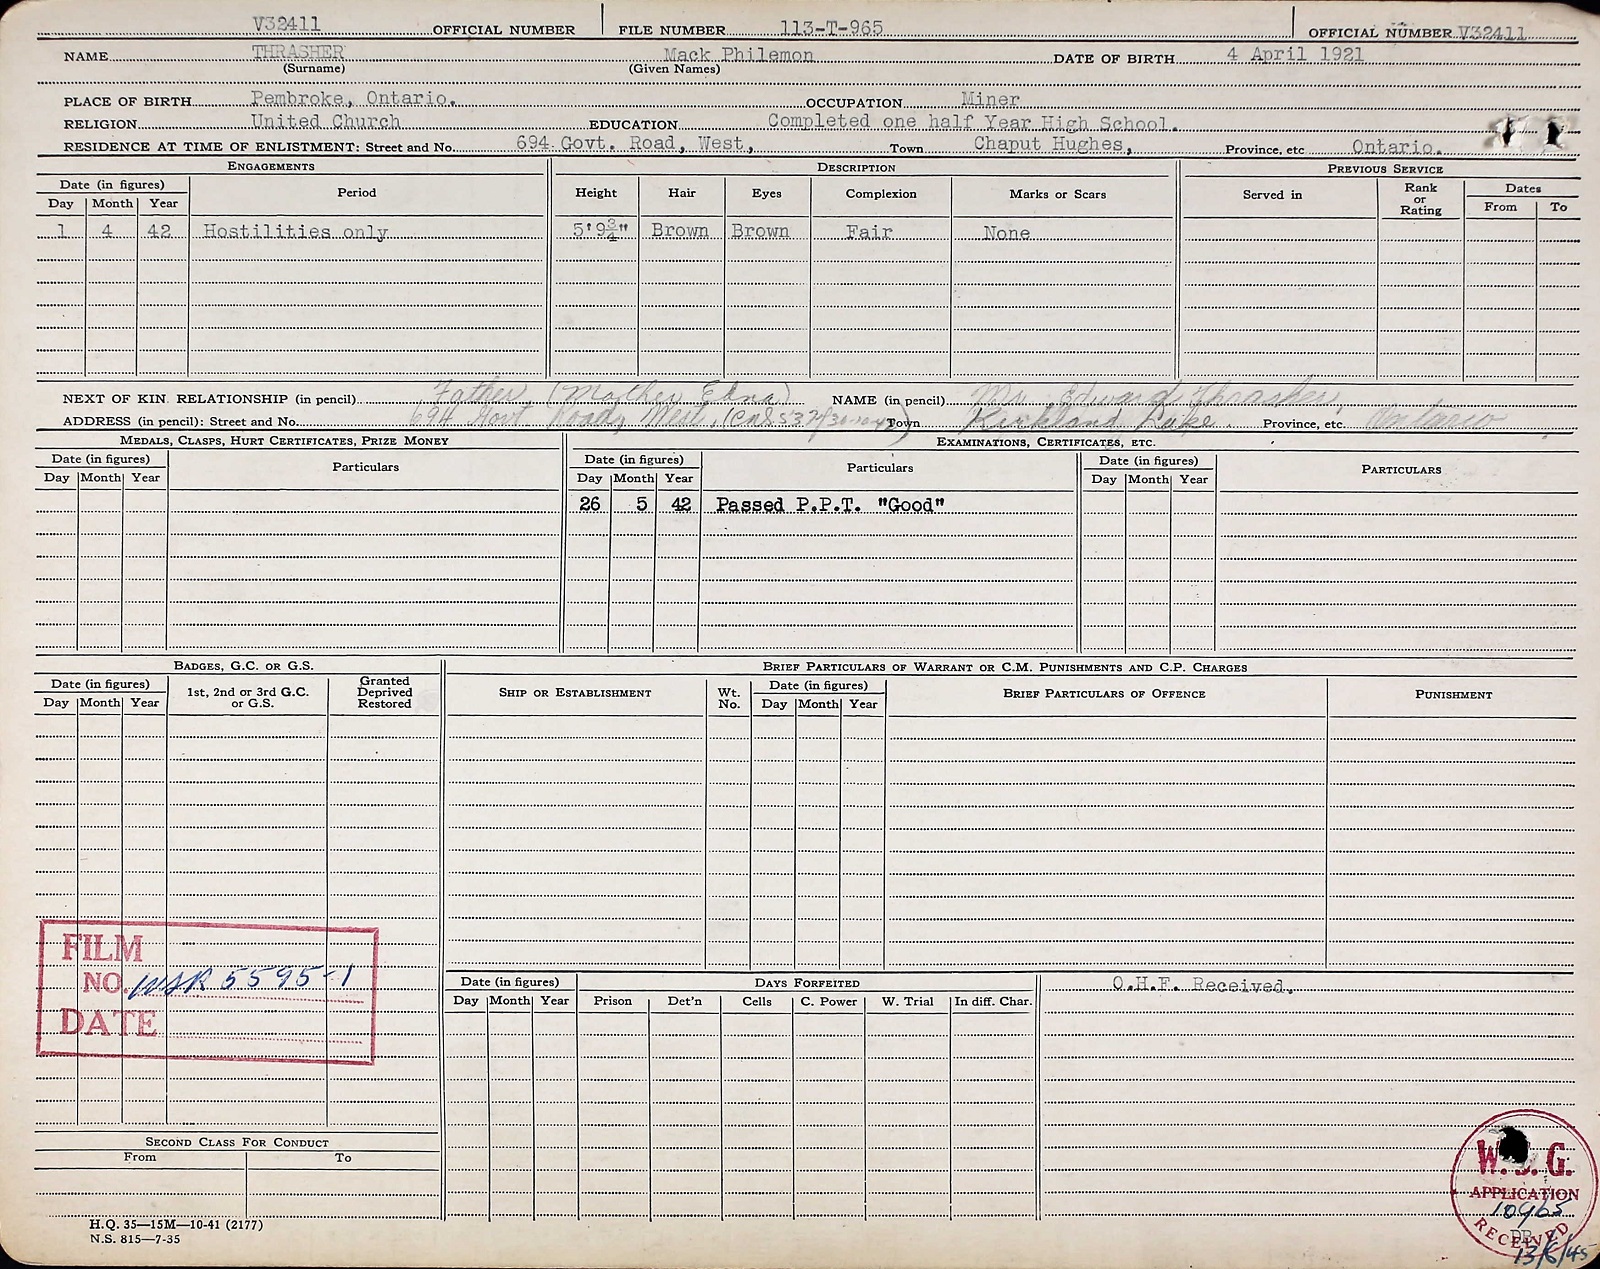 V32411 OFFICIAL NUMBER FILE NUMBER 113-T-965 OFFICIAL NUMBER V32411
NAME THRASHER Mack Philemon DATE OF BIRTH 4 April 1921
(Surname) (Given Names)
PLACE OF BIRTH Pembroke, Ontario. OCCUPATION Miner
RELIGION United Church EDUCATION Completed one half Year High School.
RESIDENCE AT TIME OF ENLISTMENT: Street and No. 694 Govt. Road, West, Town Chaput Hughes, Province, etc Ontario.
ENGAGEMENTS DESCRIPTION PREVIOUS SERVICE
Date (in figures) Period Height Hair Eyes Complexion Marks or Scars Served in Rank or Rating Dates
Day Month Year From To
1 4 42 Hostilities only 5'9¾" Brown Brown Fair None
NEXT OF KIN RELATIONSHIP (in pencil) Father (Mother Edna) NAME (in pencil) Mr. Edward Thrasher,
ADDRESS (in pencil): Street and No. 694 Govt Road, West, Town Kirkland Lake. Province, etc. Ontario
MEDALS, CLASPS, HURT CERTIFICATES, PRIZE MONEY EXAMINATIONS, CERTIFICATES, ETC.
Date (in figures) Particulars Date (in figures) Particulars Date (in figures) PARTICULARS
Day Month Year Day Month Year Day Month Year
26 5 42 Passed P.P.T. "Good"
BADGES, G.C. OR G.S. BRIEF PARTICULARS OF WARRANT OR C.M. PUNISHMENTS AND C.P. CHARGES
Date (in figures) 1st, 2nd or 3rd G.C. or G.S. Granted Deprived Restored SHIP OR ESTABLISHMENT Wt. No. Date (in figures) BRIEF PARTICULARS OF OFFENCE PUNISHMENT
Day Month Year Day Month Year
FILM
NO. WSR 5595-1
DATE
Date (in figures) DAYS FORFEITED O.H.F. Received.
Day Month Year Prison Det'n Cells C. Power W. Trial In diff. Char.
SECOND CLASS FOR CONDUCT
From To
W. G.
APPLICATION
10965
RECEIVED
13/6/45
H.Q. 35—15M—10-41 (2177)
N.S. 815—7-35